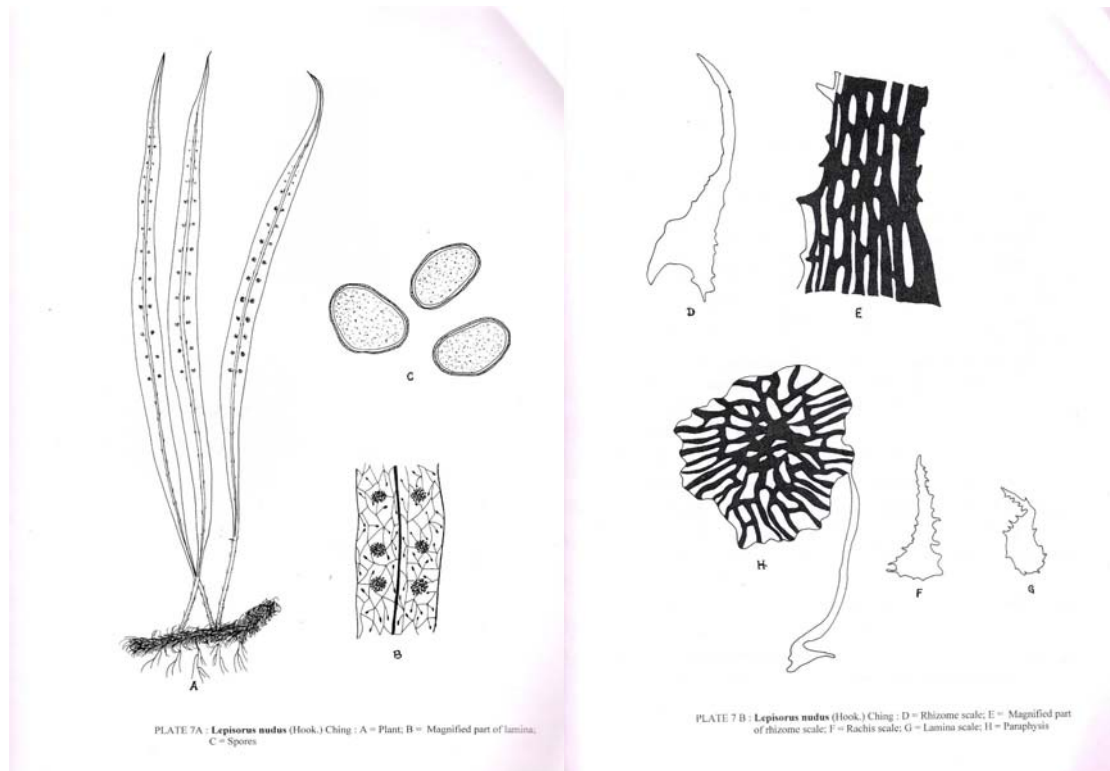 C
B
A
PLATE 7A : Lepisorus nudus (Hook.) Ching : A = Plant; B = Magnified part of lamina;
C = Spores
D
E
H
F
G
PLATE 7 B : Lepisorus nudus (Hook.) Ching : D = Rhizome scale; E = Magnified part
of rhizome scale; F = Rachis scale; G = Lamina scale; H = Paraphysis